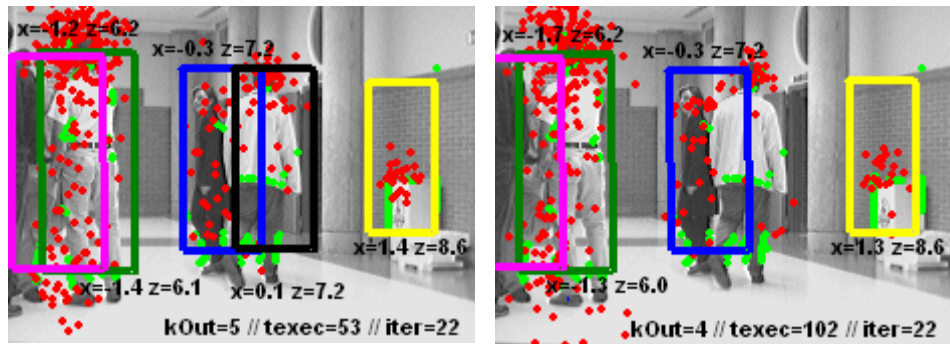 x=-1.2 z=6.2
x=-0.3 z=7.2
x=1.4 z=8.6
x=-1.4 z=6.1
x=0.1 z=7.2
kOut=5 // texec=53 // iter=22
x=-1.7 z=6.2
x=-0.3 z=7.2
x=1.3 z=8.6
x=-1.3 z=6.0
kOut=4 // texec=102 // iter=22